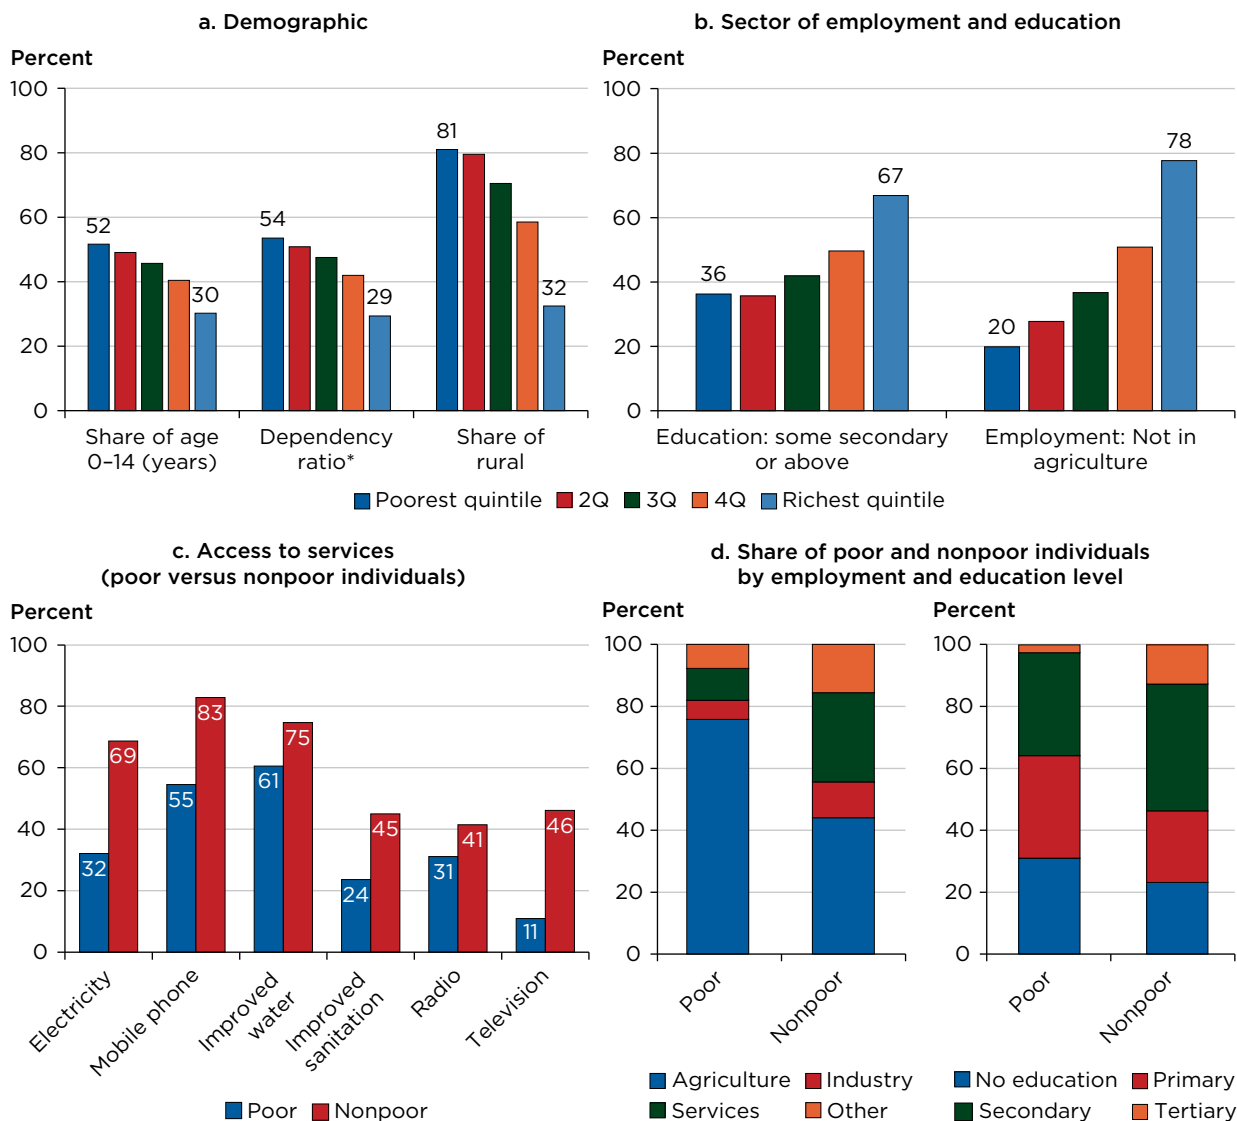 a. Demographic
Percent
100
80
60
40
20
0
52
30
54
29
81
32
Share of age
0–14 (years)
Dependency
ratio*
Share of
rural
b. Sector of employment and education
Percent
100
80
60
40
20
0
36
67
20
78
Education: some secondary
or above
Employment: Not in
agriculture
Poorest quintile 2Q 3Q 4Q Richest quintile
c. Access to services
(poor versus nonpoor individuals)
Percent
100
80
60
40
20
0
32
69
55
83
61
75
24
45
31
41
11
46
Electricity
Mobile phone
Improved
water
Improved
sanitation
Radio
Television
Poor Nonpoor
d. Share of poor and nonpoor individuals
by employment and education level
Percent
100
80
60
40
20
0
Poor
Nonpoor
Agriculture Industry
Services Other
Percent
100
80
60
40
20
0
Poor
Nonpoor
No education Primary
Secondary Tertiary